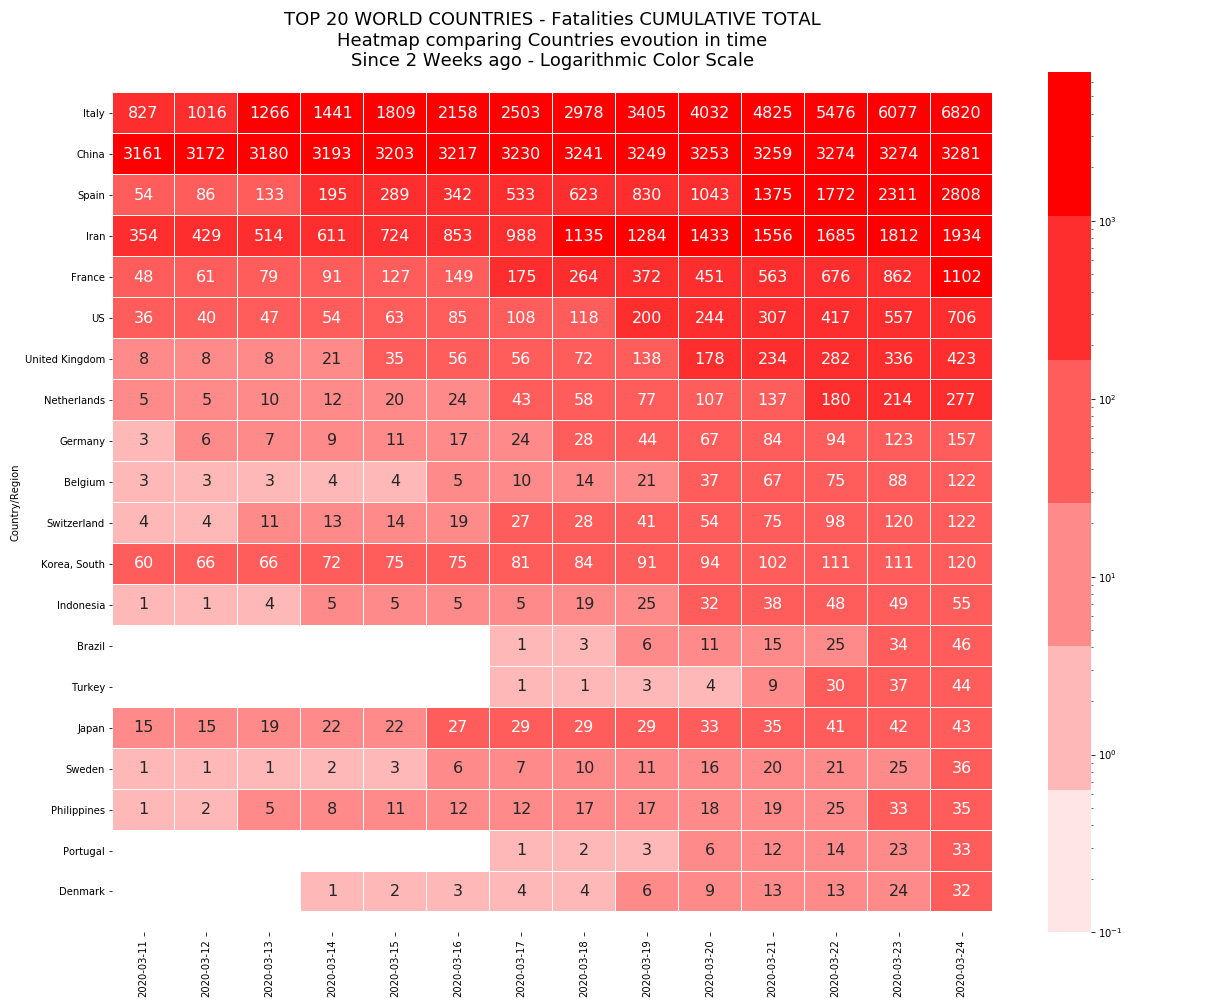 TOP 20 WORLD COUNTRIES - Fatalities CUMULATIVE TOTAL
Heatmap comparing Countries evoution in time
Since 2 Weeks ago - Logarithmic Color Scale
Italy 827 1016 1266 1441 1809 2158 2503 2978 3405 4032 4825 5476 6077 6820
China 3161 3172 3180 3193 3203 3217 3230 3241 3249 3253 3259 3274 3274 3281
Spain 54 86 133 195 289 342 533 623 830 1043 1375 1772 2311 2808
Iran 354 429 514 611 724 853 988 1135 1284 1433 1556 1685 1812 1934
France 48 61 79 91 127 149 175 264 372 451 563 676 862 1102
US 36 40 47 54 63 85 108 118 200 244 307 417 557 706
United Kingdom 8 8 8 21 35 56 56 72 138 178 234 282 336 423
Netherlands 5 5 10 12 20 24 43 58 77 107 137 180 214 277
Germany 3 6 7 9 11 17 24 28 44 67 84 94 123 157
Belgium 3 3 3 4 4 5 10 14 21 37 67 75 88 122
Switzerland 4 4 11 13 14 19 27 28 41 54 75 98 120 122
Korea, South 60 66 66 72 75 75 81 84 91 94 102 111 111 120
Indonesia 1 1 4 5 5 5 5 19 25 32 38 48 49 55
Brazil 1 3 6 11 15 25 34 46
Turkey 1 1 3 4 9 30 37 44
Japan 15 15 19 22 22 27 29 29 29 33 35 41 42 43
Sweden 1 1 1 2 3 6 7 10 11 16 20 21 25 36
Philippines 1 2 5 8 11 12 12 17 17 18 19 25 33 35
Portugal 1 2 3 6 12 14 23 33
Denmark 1 2 3 4 4 6 9 13 13 24 32
Country/Region
2020-03-11 2020-03-12 2020-03-13 2020-03-14 2020-03-15 2020-03-16 2020-03-17 2020-03-18 2020-03-19 2020-03-20 2020-03-21 2020-03-22 2020-03-23 2020-03-24
10³
10²
10¹
10⁰
10⁻¹